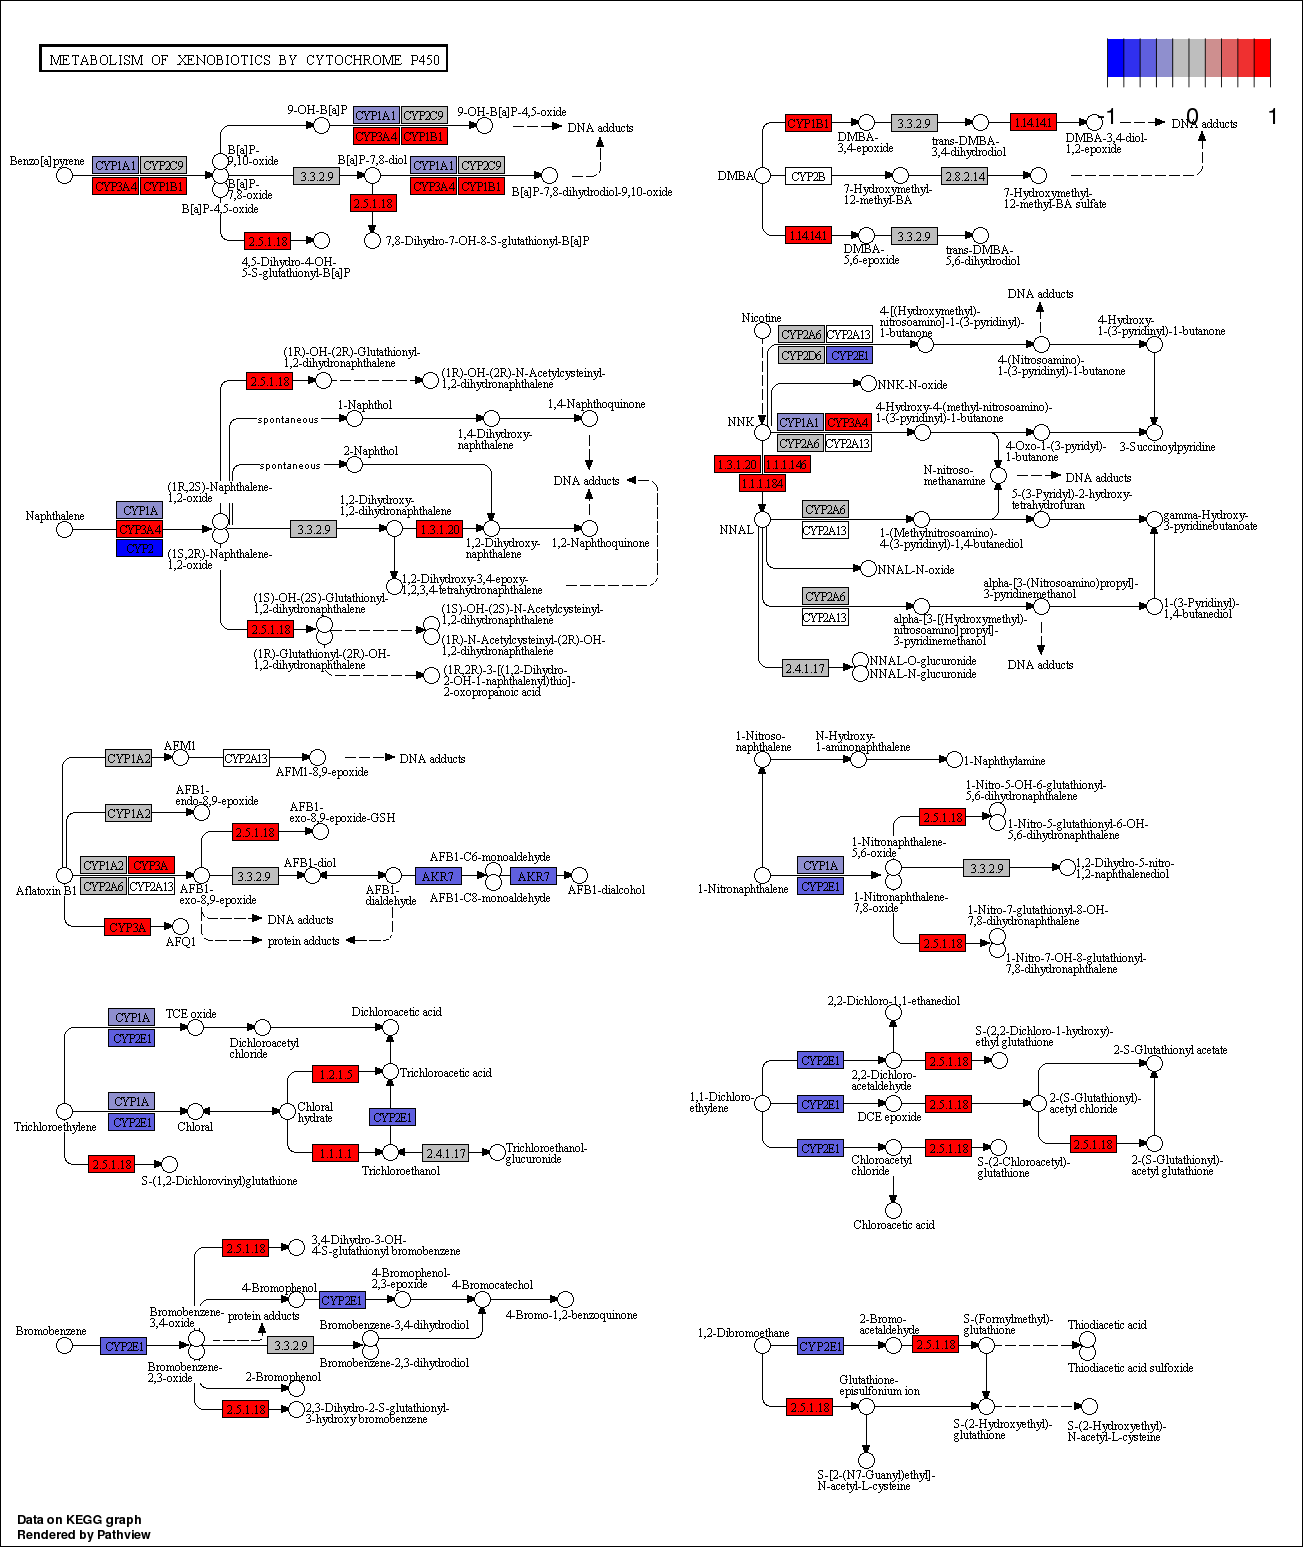 METABOLISM OF XENOBIOTICS BY CYTOCHROME P450
-1 0 1
9-OH-B[a]P
CYP1A1 CYP2C9
CYP3A4 CYP1B1
9-OH-B[a]P-4,5-oxide
DNA adducts
Benzo[a]pyrene
CYP1A1 CYP2C9
CYP3A4 CYP1B1
B[a]P-
9,10-oxide
B[a]P-
7,8-oxide
B[a]P-4,5-oxide
3.3.2.9
B[a]P-7,8-diol
CYP1A1 CYP2C9
CYP3A4 CYP1B1
B[a]P-7,8-dihydrodiol-9,10-oxide
2.5.1.18
7,8-Dihydro-7-OH-8-S-glutathionyl-B[a]P
2.5.1.18
4,5-Dihydro-4-OH-
5-S-glutathionyl-B[a]P
CYP1B1
DMBA-
3,4-epoxide
3.3.2.9
trans-DMBA-
3,4-dihydrodiol
1.14.14.1
DMBA-3,4-diol-
1,2-epoxide
DNA adducts
DMBA
CYP2B
7-Hydroxymethyl-
12-methyl-BA
2.8.2.14
7-Hydroxymethyl-
12-methyl-BA sulfate
1.14.14.1
DMBA-
5,6-epoxide
3.3.2.9
trans-DMBA-
5,6-dihydrodiol
(1R)-OH-(2R)-Glutathionyl-
1,2-dihydronaphthalene
2.5.1.18
(1R)-OH-(2R)-N-Acetylcysteinyl-
1,2-dihydronaphthalene
spontaneous
1-Naphthol
1,4-Dihydroxy-
naphthalene
1,4-Naphthoquinone
spontaneous
2-Naphthol
DNA adducts
Naphthalene
CYP1A
CYP3A4
CYP2
(1R,2S)-Naphthalene-
1,2-oxide
(1S,2R)-Naphthalene-
1,2-oxide
3.3.2.9
1,2-Dihydroxy-
1,2-dihydronaphthalene
1.3.1.20
1,2-Dihydroxy-
naphthalene
1,2-Naphthoquinone
1,2-Dihydroxy-3,4-epoxy-
1,2,3,4-tetrahydronaphthalene
(1S)-OH-(2S)-Glutathionyl-
1,2-dihydronaphthalene
2.5.1.18
(1R)-Glutathionyl-(2R)-OH-
1,2-dihydronaphthalene
(1S)-OH-(2S)-N-Acetylcysteinyl-
1,2-dihydronaphthalene
(1R)-N-Acetylcysteinyl-(2R)-OH-
1,2-dihydronaphthalene
(1R,2R)-3-[(1,2-Dihydro-
2-OH-1-naphthalenyl)thio]-
2-oxopropanoic acid
Nicotine
CYP2A6 CYP2A13
CYP2D6 CYP2E1
4-[(Hydroxymethyl)-
nitrosoamino]-1-(3-pyridinyl)-
1-butanone
DNA adducts
4-(Nitrosoamino)-
1-(3-pyridinyl)-1-butanone
4-Hydroxy-
1-(3-pyridinyl)-1-butanone
NNK-N-oxide
NNK
CYP1A1 CYP3A4
CYP2A6 CYP2A13
4-Hydroxy-4-(methyl-nitrosoamino)-
1-(3-pyridinyl)-1-butanone
4-Oxo-1-(3-pyridyl)-
1-butanone
3-Succinoylpyridine
1.3.1.20 1.1.1.146
1.1.1.184
N-nitroso-
methanamine
DNA adducts
NNAL
CYP2A6
CYP2A13
1-(Methylnitrosoamino)-
4-(3-pyridinyl)-1,4-butanediol
5-(3-Pyridyl)-2-hydroxy-
tetrahydrofuran
gamma-Hydroxy-
3-pyridinebutanoate
NNAL-N-oxide
CYP2A6
CYP2A13
alpha-[3-[(Hydroxymethyl)-
nitrosoamino]propyl]-
3-pyridinemethanol
alpha-[3-(Nitrosoamino)propyl]-
3-pyridinemethanol
1-(3-Pyridinyl)-
1,4-butanediol
DNA adducts
2.4.1.17
NNAL-O-glucuronide
NNAL-N-glucuronide
CYP1A2
AFM1
CYP2A13
AFM1-8,9-epoxide
DNA adducts
CYP1A2
AFB1-
endo-8,9-epoxide
2.5.1.18
AFB1-
exo-8,9-epoxide-GSH
Aflatoxin B1
CYP1A2 CYP3A
CYP2A6 CYP2A13
AFB1-
exo-8,9-epoxide
3.3.2.9
AFB1-diol
AFB1-
dialdehyde
AKR7
AFB1-C6-monoaldehyde
AFB1-C8-monoaldehyde
AKR7
AFB1-dialcohol
DNA adducts
protein adducts
CYP3A
AFQ1
1-Nitroso-
naphthalene
N-Hydroxy-
1-aminonaphthalene
1-Naphthylamine
1-Nitronaphthalene
CYP1A
CYP2E1
1-Nitronaphthalene-
5,6-oxide
1-Nitronaphthalene-
7,8-oxide
2.5.1.18
1-Nitro-5-OH-6-glutathionyl-
5,6-dihydronaphthalene
1-Nitro-5-glutathionyl-6-OH-
5,6-dihydronaphthalene
3.3.2.9
1,2-Dihydro-5-nitro-
1,2-naphthalenediol
2.5.1.18
1-Nitro-7-glutathionyl-8-OH-
7,8-dihydronaphthalene
1-Nitro-7-OH-8-glutathionyl-
7,8-dihydronaphthalene
CYP1A
CYP2E1
TCE oxide
Dichloroacetyl
chloride
Dichloroacetic acid
Trichloroethylene
CYP1A
CYP2E1
Chloral
Chloral
hydrate
1.2.1.5
Trichloroacetic acid
CYP2E1
1.1.1.1
Trichloroethanol
2.4.1.17
Trichloroethanol-
glucuronide
2.5.1.18
S-(1,2-Dichlorovinyl)glutathione
2,2-Dichloro-1,1-ethanediol
CYP2E1
2,2-Dichloro-
acetaldehyde
2.5.1.18
S-(2,2-Dichloro-1-hydroxy)-
ethyl glutathione
1,1-Dichloro-
ethylene
CYP2E1
DCE epoxide
2.5.1.18
2-(S-Glutathionyl)-
acetyl chloride
2-S-Glutathionyl acetate
CYP2E1
Chloroacetyl
chloride
2.5.1.18
S-(2-Chloroacetyl)-
glutathione
2.5.1.18
2-(S-Glutathionyl)-
acetyl glutathione
Chloroacetic acid
2.5.1.18
3,4-Dihydro-3-OH-
4-S-glutathionyl bromobenzene
4-Bromophenol
CYP2E1
4-Bromophenol-
2,3-epoxide
4-Bromocatechol
4-Bromo-1,2-benzoquinone
Bromobenzene
CYP2E1
Bromobenzene-
3,4-oxide
Bromobenzene-
2,3-oxide
protein adducts
3.3.2.9
Bromobenzene-3,4-dihydrodiol
Bromobenzene-2,3-dihydrodiol
2-Bromophenol
2.5.1.18
2,3-Dihydro-2-S-glutathionyl-
3-hydroxy bromobenzene
1,2-Dibromoethane
CYP2E1
2-Bromo-
acetaldehyde
2.5.1.18
S-(Formylmethyl)-
glutathione
Thiodiacetic acid
Thiodiacetic acid sulfoxide
2.5.1.18
Glutathione-
episulfonium ion
S-(2-Hydroxyethyl)-
glutathione
S-(2-Hydroxyethyl)-
N-acetyl-L-cysteine
S-[2-(N7-Guanyl)ethyl]-
N-acetyl-L-cysteine
Data on KEGG graph
Rendered by Pathview